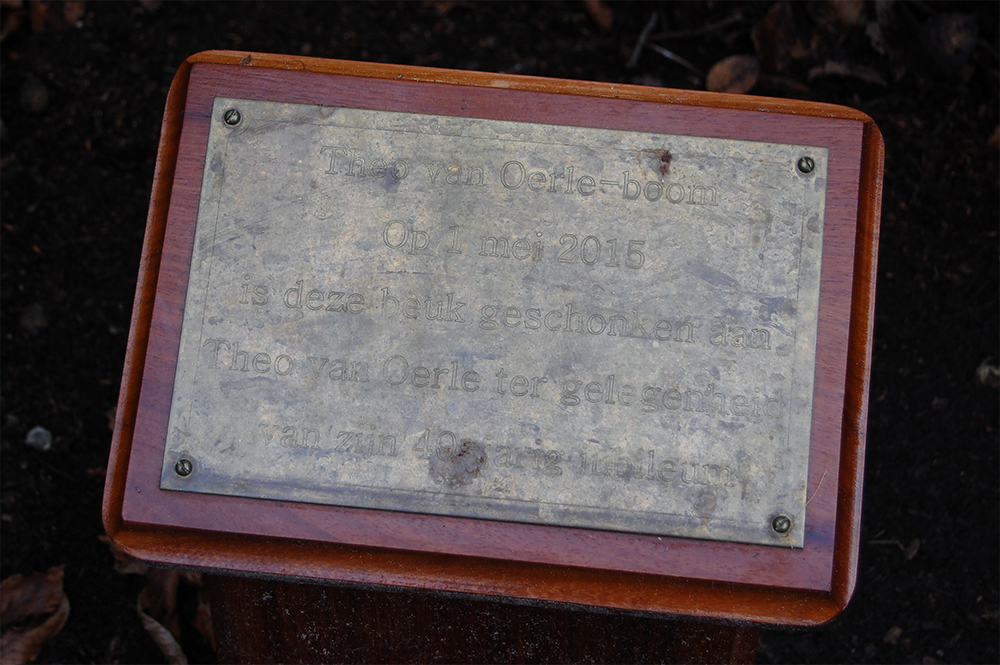 Theo van Oerle-boom
Op 1 mei 2015
is deze beuk geschonken aan
Theo van Oerle ter gelegenheid
van zijn 40 jarig jubileum